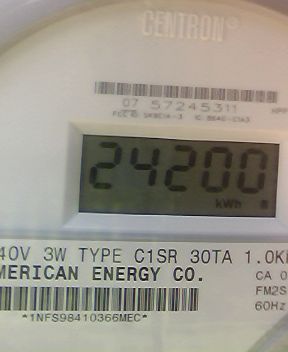 CENTRON®
07 57245311
24200
kWh
40V 3W TYPE C1SR 30TA 1.0K
MERICAN ENERGY CO.
CA 0
FM2S
60Hz
*1NFS98410366MEC*